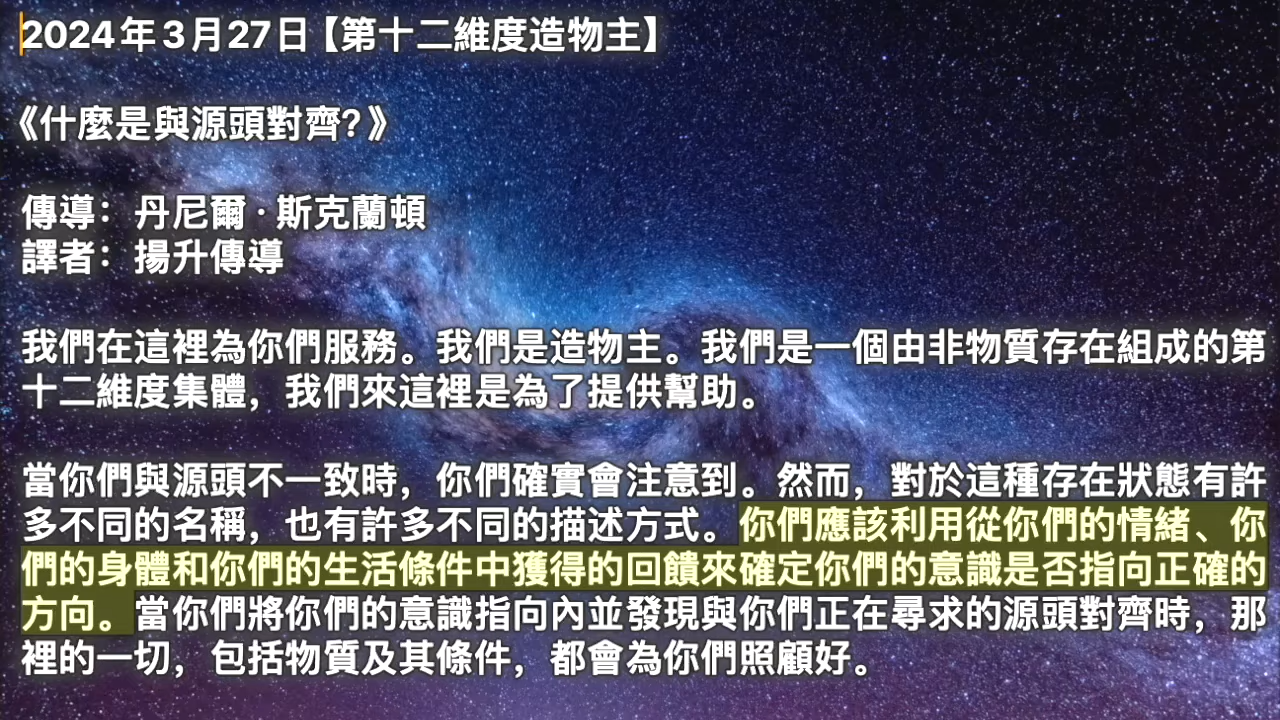 2024年3月27日【第十二維度造物主】
《什麼是與源頭對齊?》
傳導：丹尼爾·斯克蘭頓
譯者：揚升傳導
我們在這裡為你們服務。我們是造物主。我們是一個由非物質存在組成的第
十二維度集體，我們來這裡是為了提供幫助。
當你們與源頭不一致時，你們確實會注意到。然而，對於這種存在狀態有許
多不同的名稱，也有許多不同的描述方式。你們應該利用從你們的情緒、你
們的身體和你們的生活條件中獲得的回饋來確定你們的意識是否指向正確的
方向。當你們將你們的意識指向內並發現與你們正在尋求的源頭對齊時，那
裡的一切，包括物質及其條件，都會為你們照顧好。